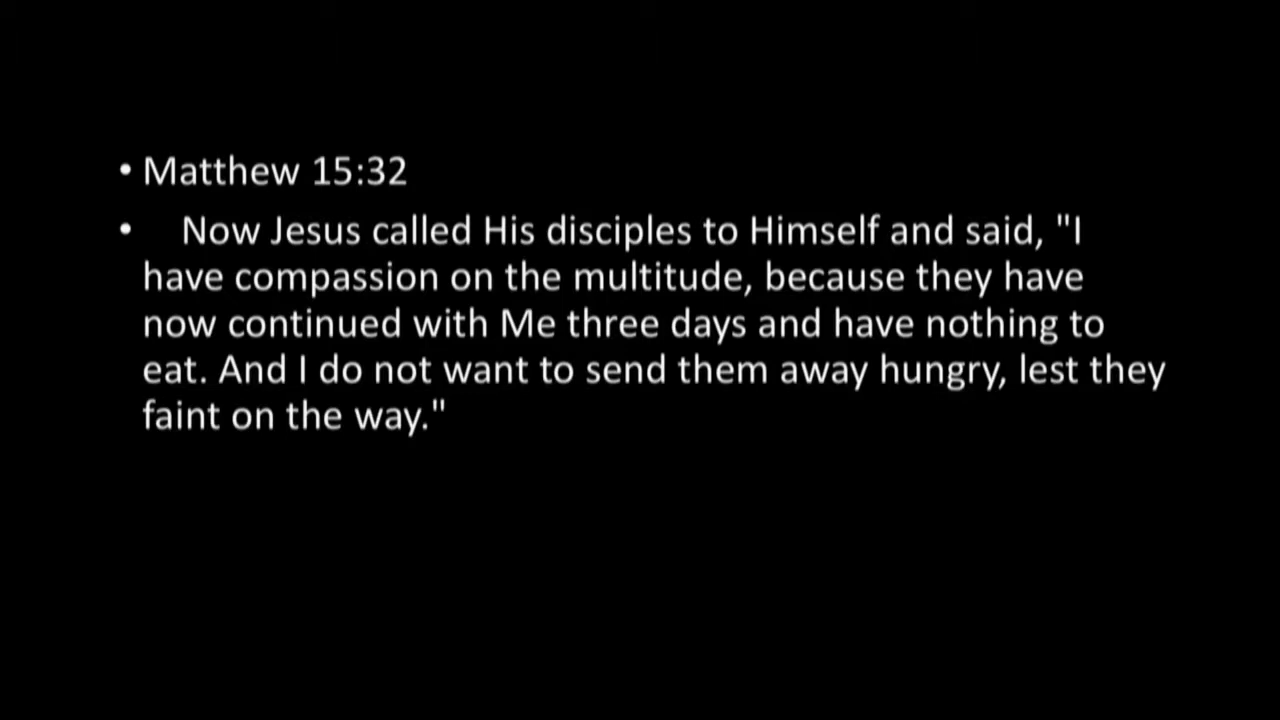 • Matthew 15:32
• Now Jesus called His disciples to Himself and said, "I
have compassion on the multitude, because they have
now continued with Me three days and have nothing to
eat. And I do not want to send them away hungry, lest they
faint on the way."